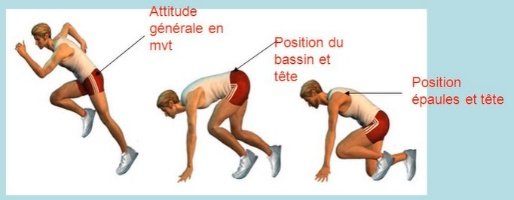 Attitude
générale en
mvt
Position du
bassin et
tête
Position
épaules et tête